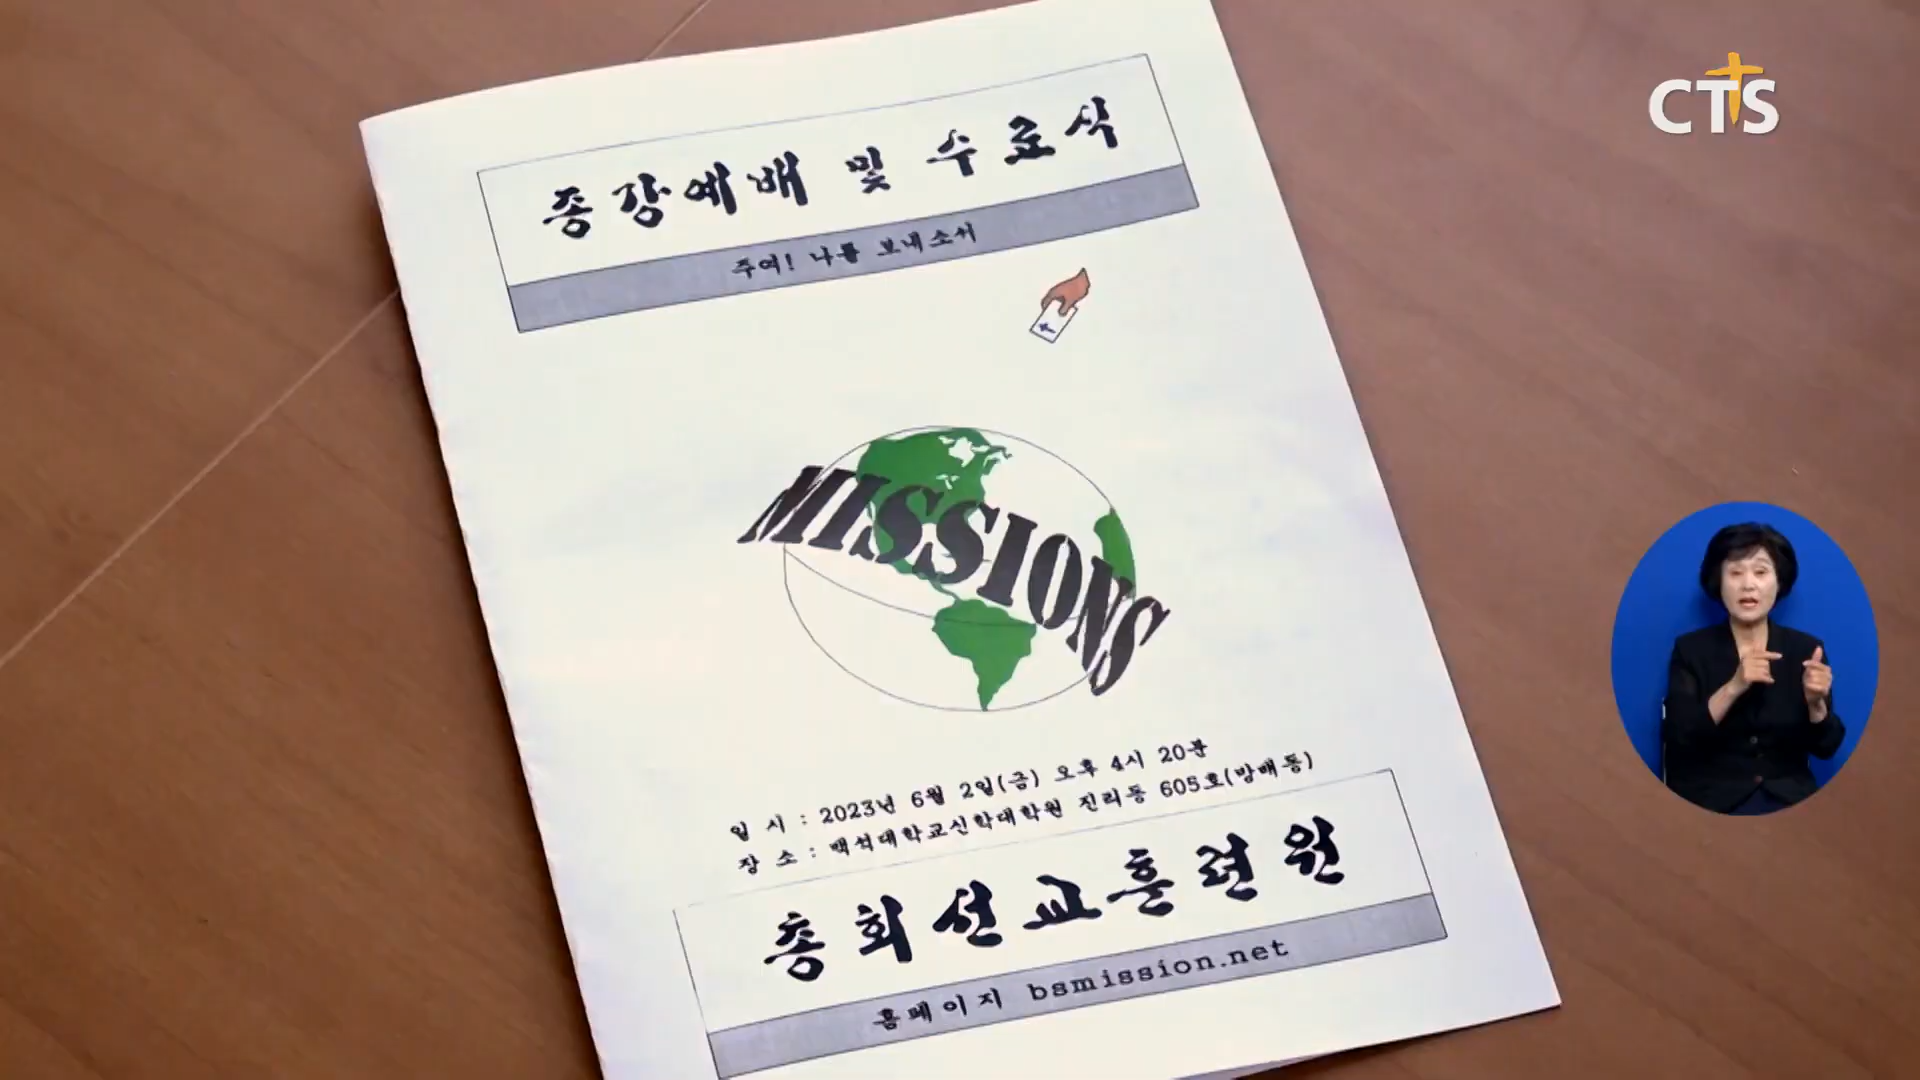 CTS
종강예배 및 수료식
주여! 나를 보내소서
MISSIONS
일 시 : 2023년 6월 2일(금) 오후 4시 20분
장 소 : 백석대학교신학대학원 진리동 605호(방배동)
총회선교훈련원
홈페이지 bsmission.net